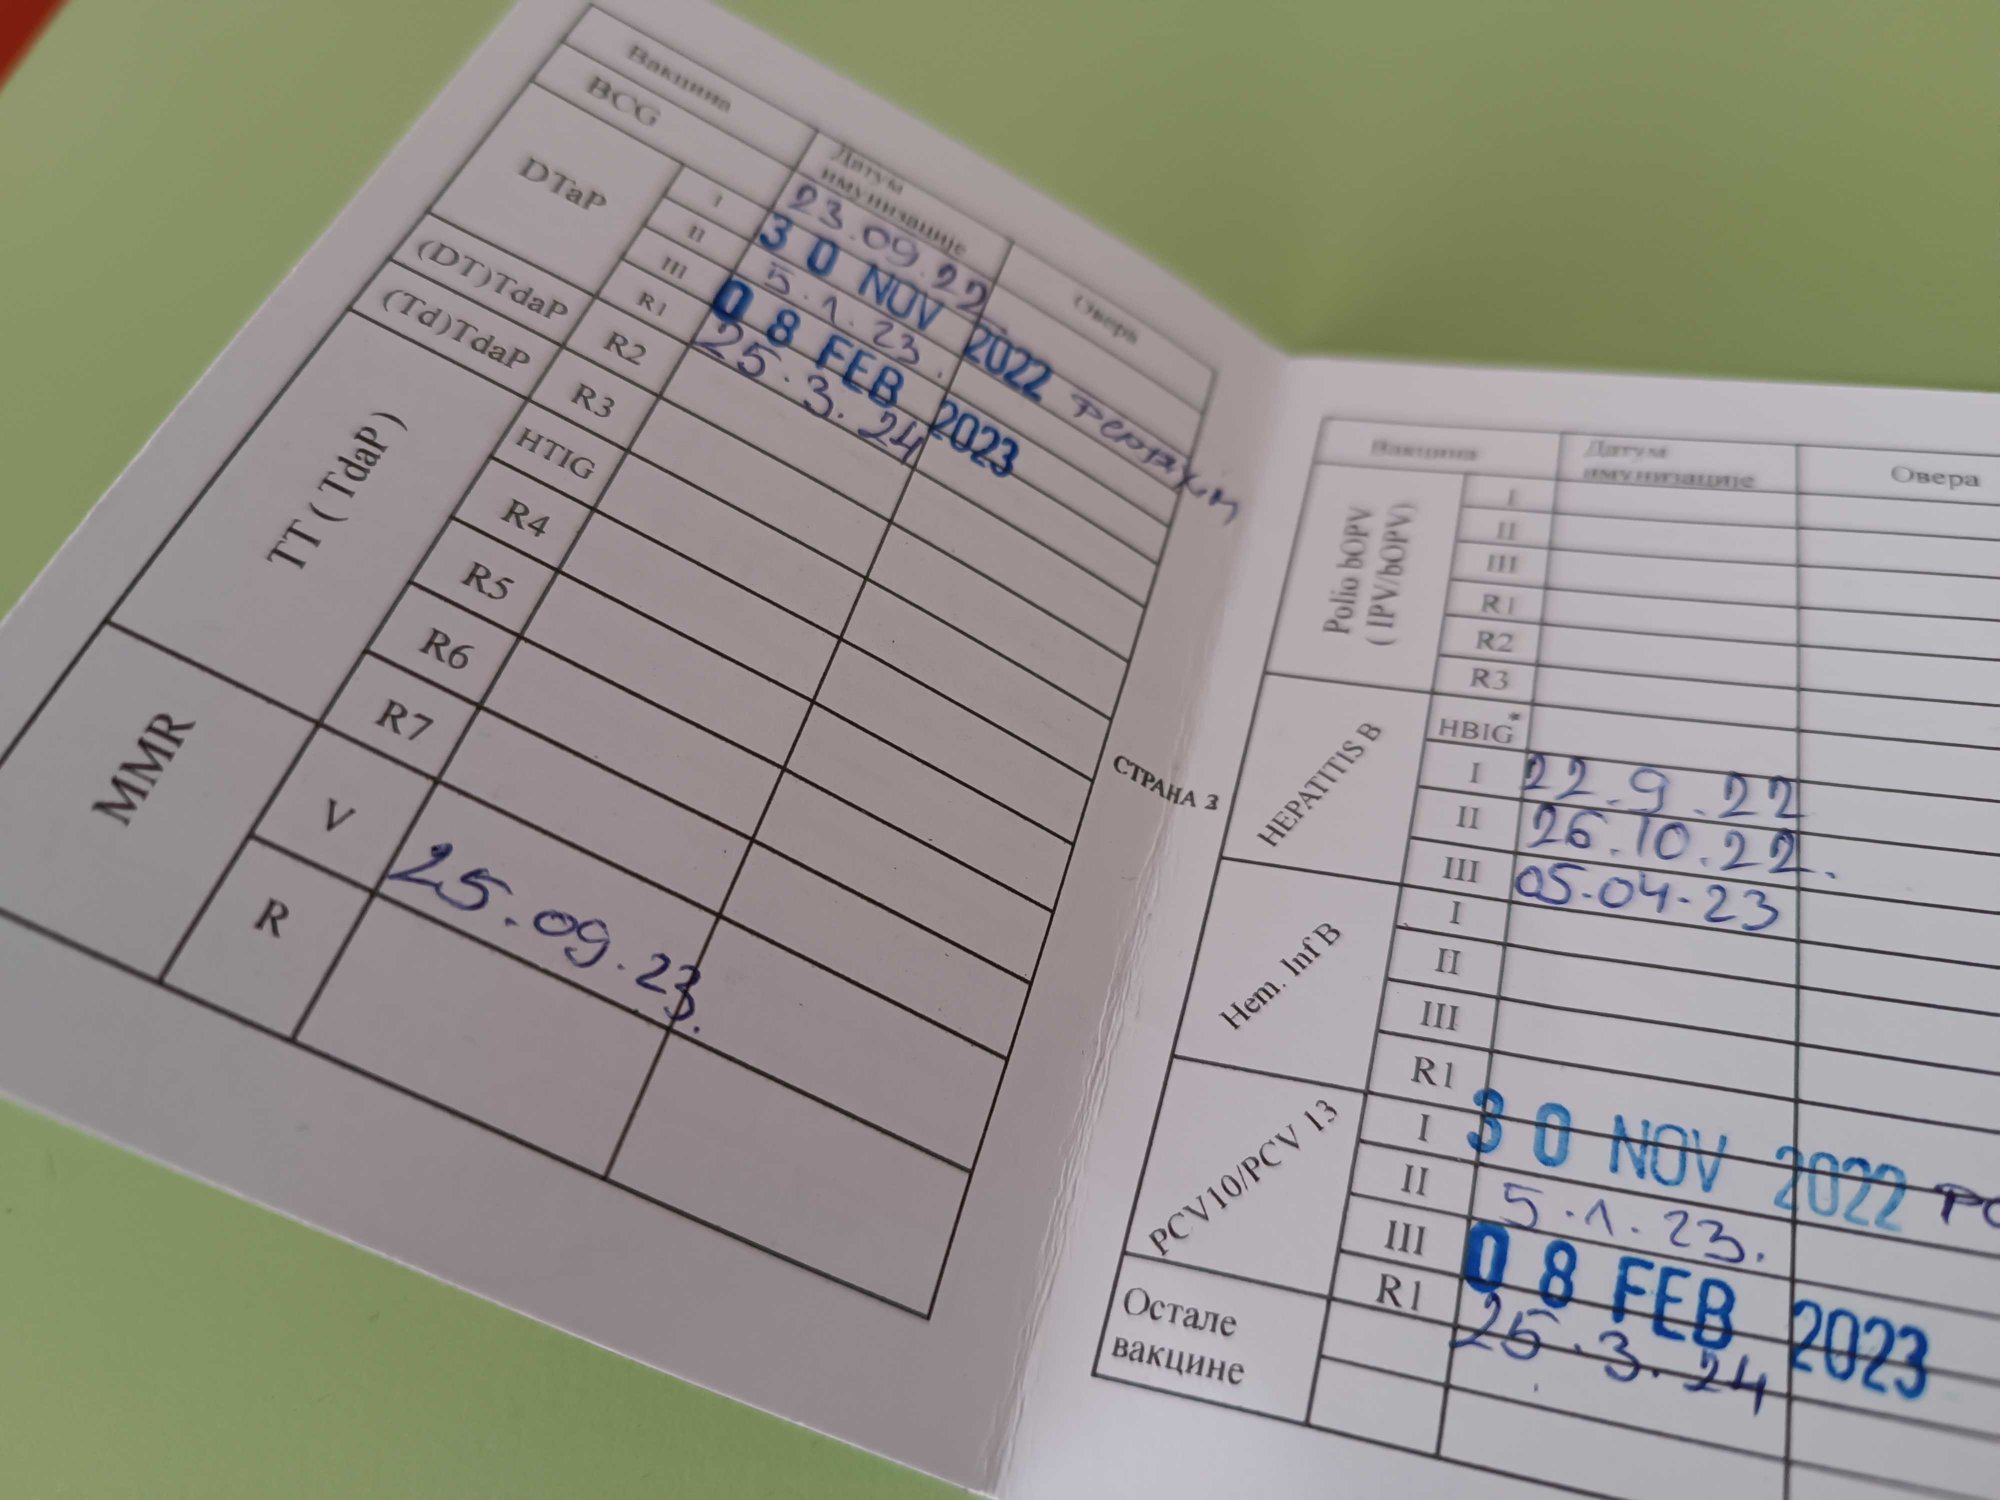 Вакцина Датум имунизације Овера
BCG 23.09.22.
DTaP I 30 NOV 2022
II 5.1.23.
III 08 FEB 2023
R1 25.3.24
(DT)TdaP R2
(Td)TdaP R3
TT ( TdaP ) HTIG
R4
R5
R6
R7
MMR V 25.09.23.
R
СТРАНА 3
Вакцина Датум имунизације Овера
Polio bOPV ( IPV/bOPV) I
II
III
R1
R2
R3
HEPATITIS B HBIG*
I 22.9.22
II 26.10.22.
III 05.04.23
Hem. Inf B I
II
III
R1
PCV10/PCV 13 I 30 NOV 2022
II 5.1.23.
III 08 FEB 2023
R1 25.3.24
Остале вакцине